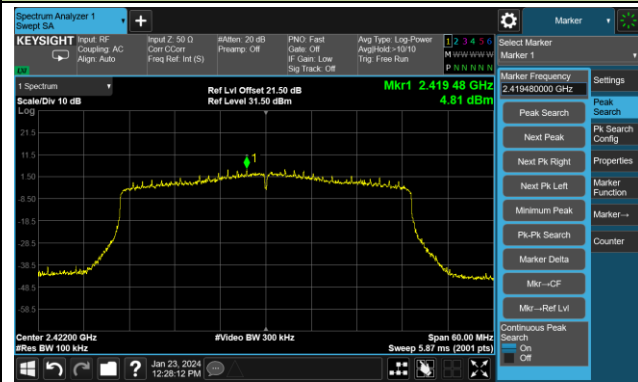 Spectrum Analyzer 1
Swept SA
+
Marker
KEYSIGHT
Input: RF
Coupling: AC
Align: Auto
Input Z: 50 Ω
Corr CCorr
Freq Ref: Int (S)
#Atten: 20 dB
Preamp: Off
PNO: Fast
Gate: Off
IF Gain: Low
Sig Track: Off
Avg Type: Log-Power
Avg|Hold:>10/10
Trig: Free Run
1 2 3 4 5 6
M W W W W W
P N N N N N
LXI
Select Marker
Marker 1
1 Spectrum
Scale/Div 10 dB
Log
Ref Lvl Offset 21.50 dB
Ref Level 31.50 dBm
Mkr1 2.419 48 GHz
4.81 dBm
21.5
11.5
1.50
-8.50
-18.5
-28.5
-38.5
-48.5
-58.5
1
Center 2.42200 GHz
#Res BW 100 kHz
#Video BW 300 kHz
Span 60.00 MHz
Sweep 5.87 ms (2001 pts)
Marker Frequency
2.419480000 GHz
Peak Search
Next Peak
Next Pk Right
Next Pk Left
Minimum Peak
Pk-Pk Search
Marker Delta
Mkr→CF
Mkr→Ref Lvl
Continuous Peak
Search
On
Off
Settings
Peak
Search
Pk Search
Config
Properties
Marker
Function
Marker→
Counter
?
Jan 23, 2024
12:28:12 PM